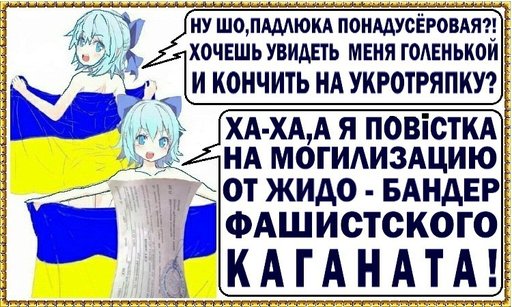 НУ ШО,ПАДЛЮКА ПОНАДУСЁРОВАЯ?!
ХОЧЕШЬ УВИДЕТЬ МЕНЯ ГОЛЕНЬКОЙ
И КОНЧИТЬ НА УКРОТРЯПКУ?
ХА-ХА,А Я ПОВіСТКА
НА МОГИЛИЗАЦИЮ
ОТ ЖИДО - БАНДЕР
ФАШИСТСКОГО
КАГАНАТА!